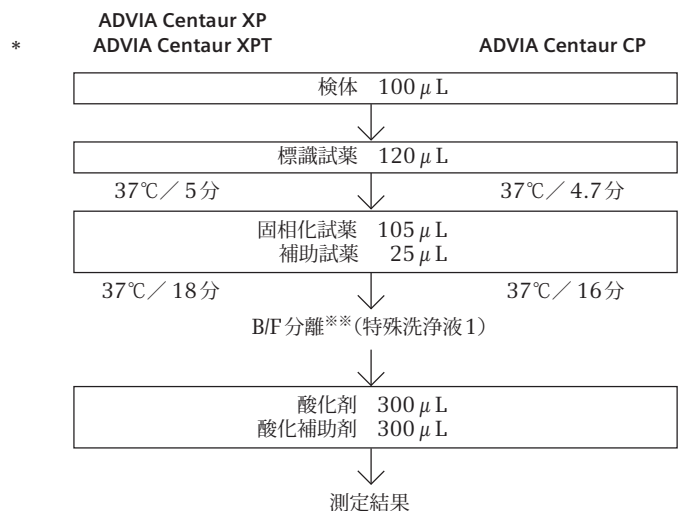 ADVIA Centaur XP
* ADVIA Centaur XPT ADVIA Centaur CP
検体 100μL
標識試薬 120μL
37℃／5分 37℃／4.7分
固相化試薬 105μL
補助試薬 25μL
37℃／18分 37℃／16分
B/F分離※※（特殊洗浄液1）
酸化剤 300μL
酸化補助剤 300μL
測定結果